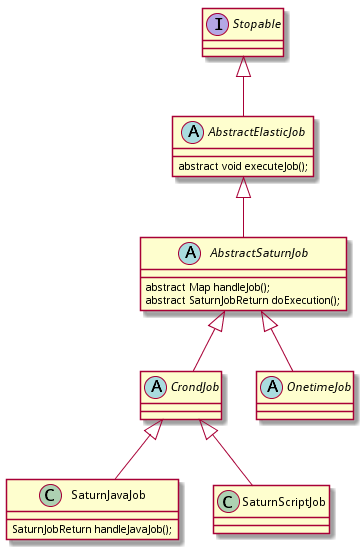 I Stopable
A AbstractElasticJob
abstract void executeJob();
A AbstractSaturnJob
abstract Map handleJob();
abstract SaturnJobReturn doExecution();
A CrondJob
A OnetimeJob
C SaturnJavaJob
SaturnJobReturn handleJavaJob();
C SaturnScriptJob